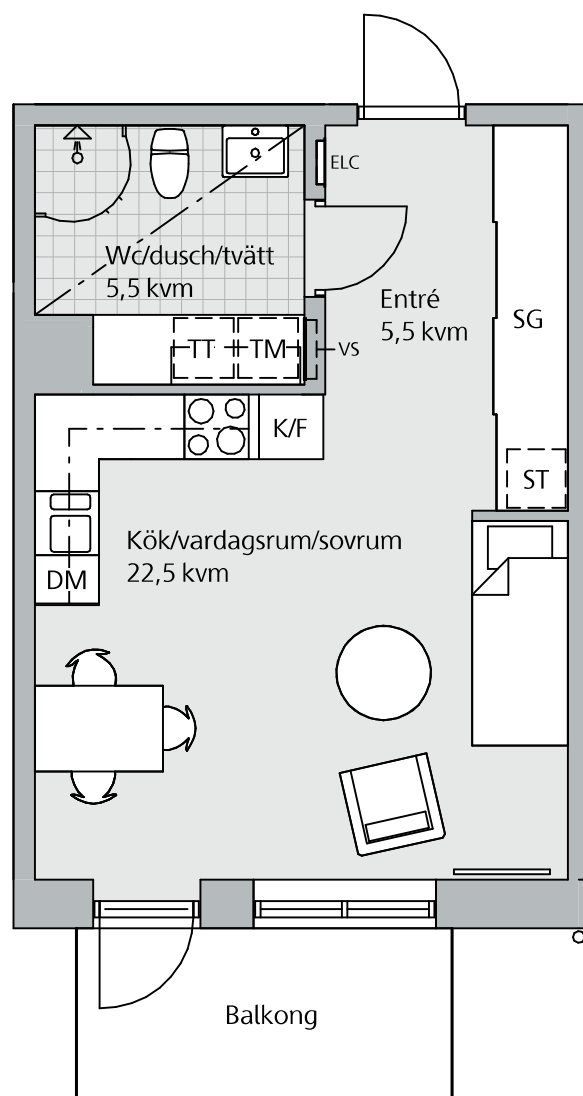 ELC
Wc/dusch/tvätt
5,5 kvm
Entré
5,5 kvm
SG
TT
TM
VS
K/F
ST
Kök/vardagsrum/sovrum
22,5 kvm
DM
Balkong